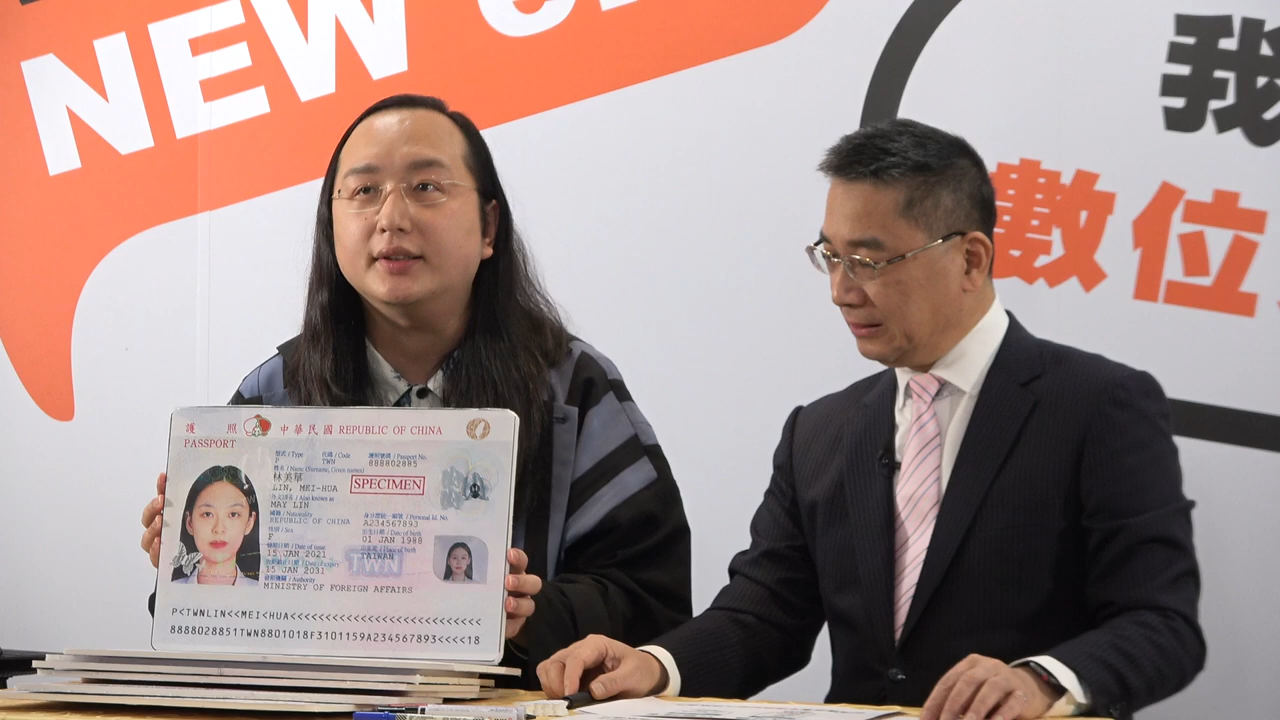 NEW
我
數位
護 照 中華民國 REPUBLIC OF CHINA
PASSPORT
型式 / Type 代碼 / Code 護照號碼 / Passport No.
P TWN 888802885
姓名 / Name (Surname, Given names)
林美華
LIN, MEI-HUA
SPECIMEN
外文別名 / Also known as
MAY LIN
國籍 / Nationality 身分證統一編號 / Personal Id. No.
REPUBLIC OF CHINA A234567893
性別 / Sex 出生日期 / Date of birth
F 01 JAN 1988
發照日期 / Date of issue 出生地 / Place of birth
15 JAN 2021 TAIWAN
效期截止日期 / Date of expiry
15 JAN 2031
TWN
發照機關 / Authority
MINISTRY OF FOREIGN AFFAIRS
P<TWNLIN<<MEI<HUA<<<<<<<<<<<<<<<<<<<<<<<<<<<
8888028851TWN8801018F3101159A234567893<<<<18